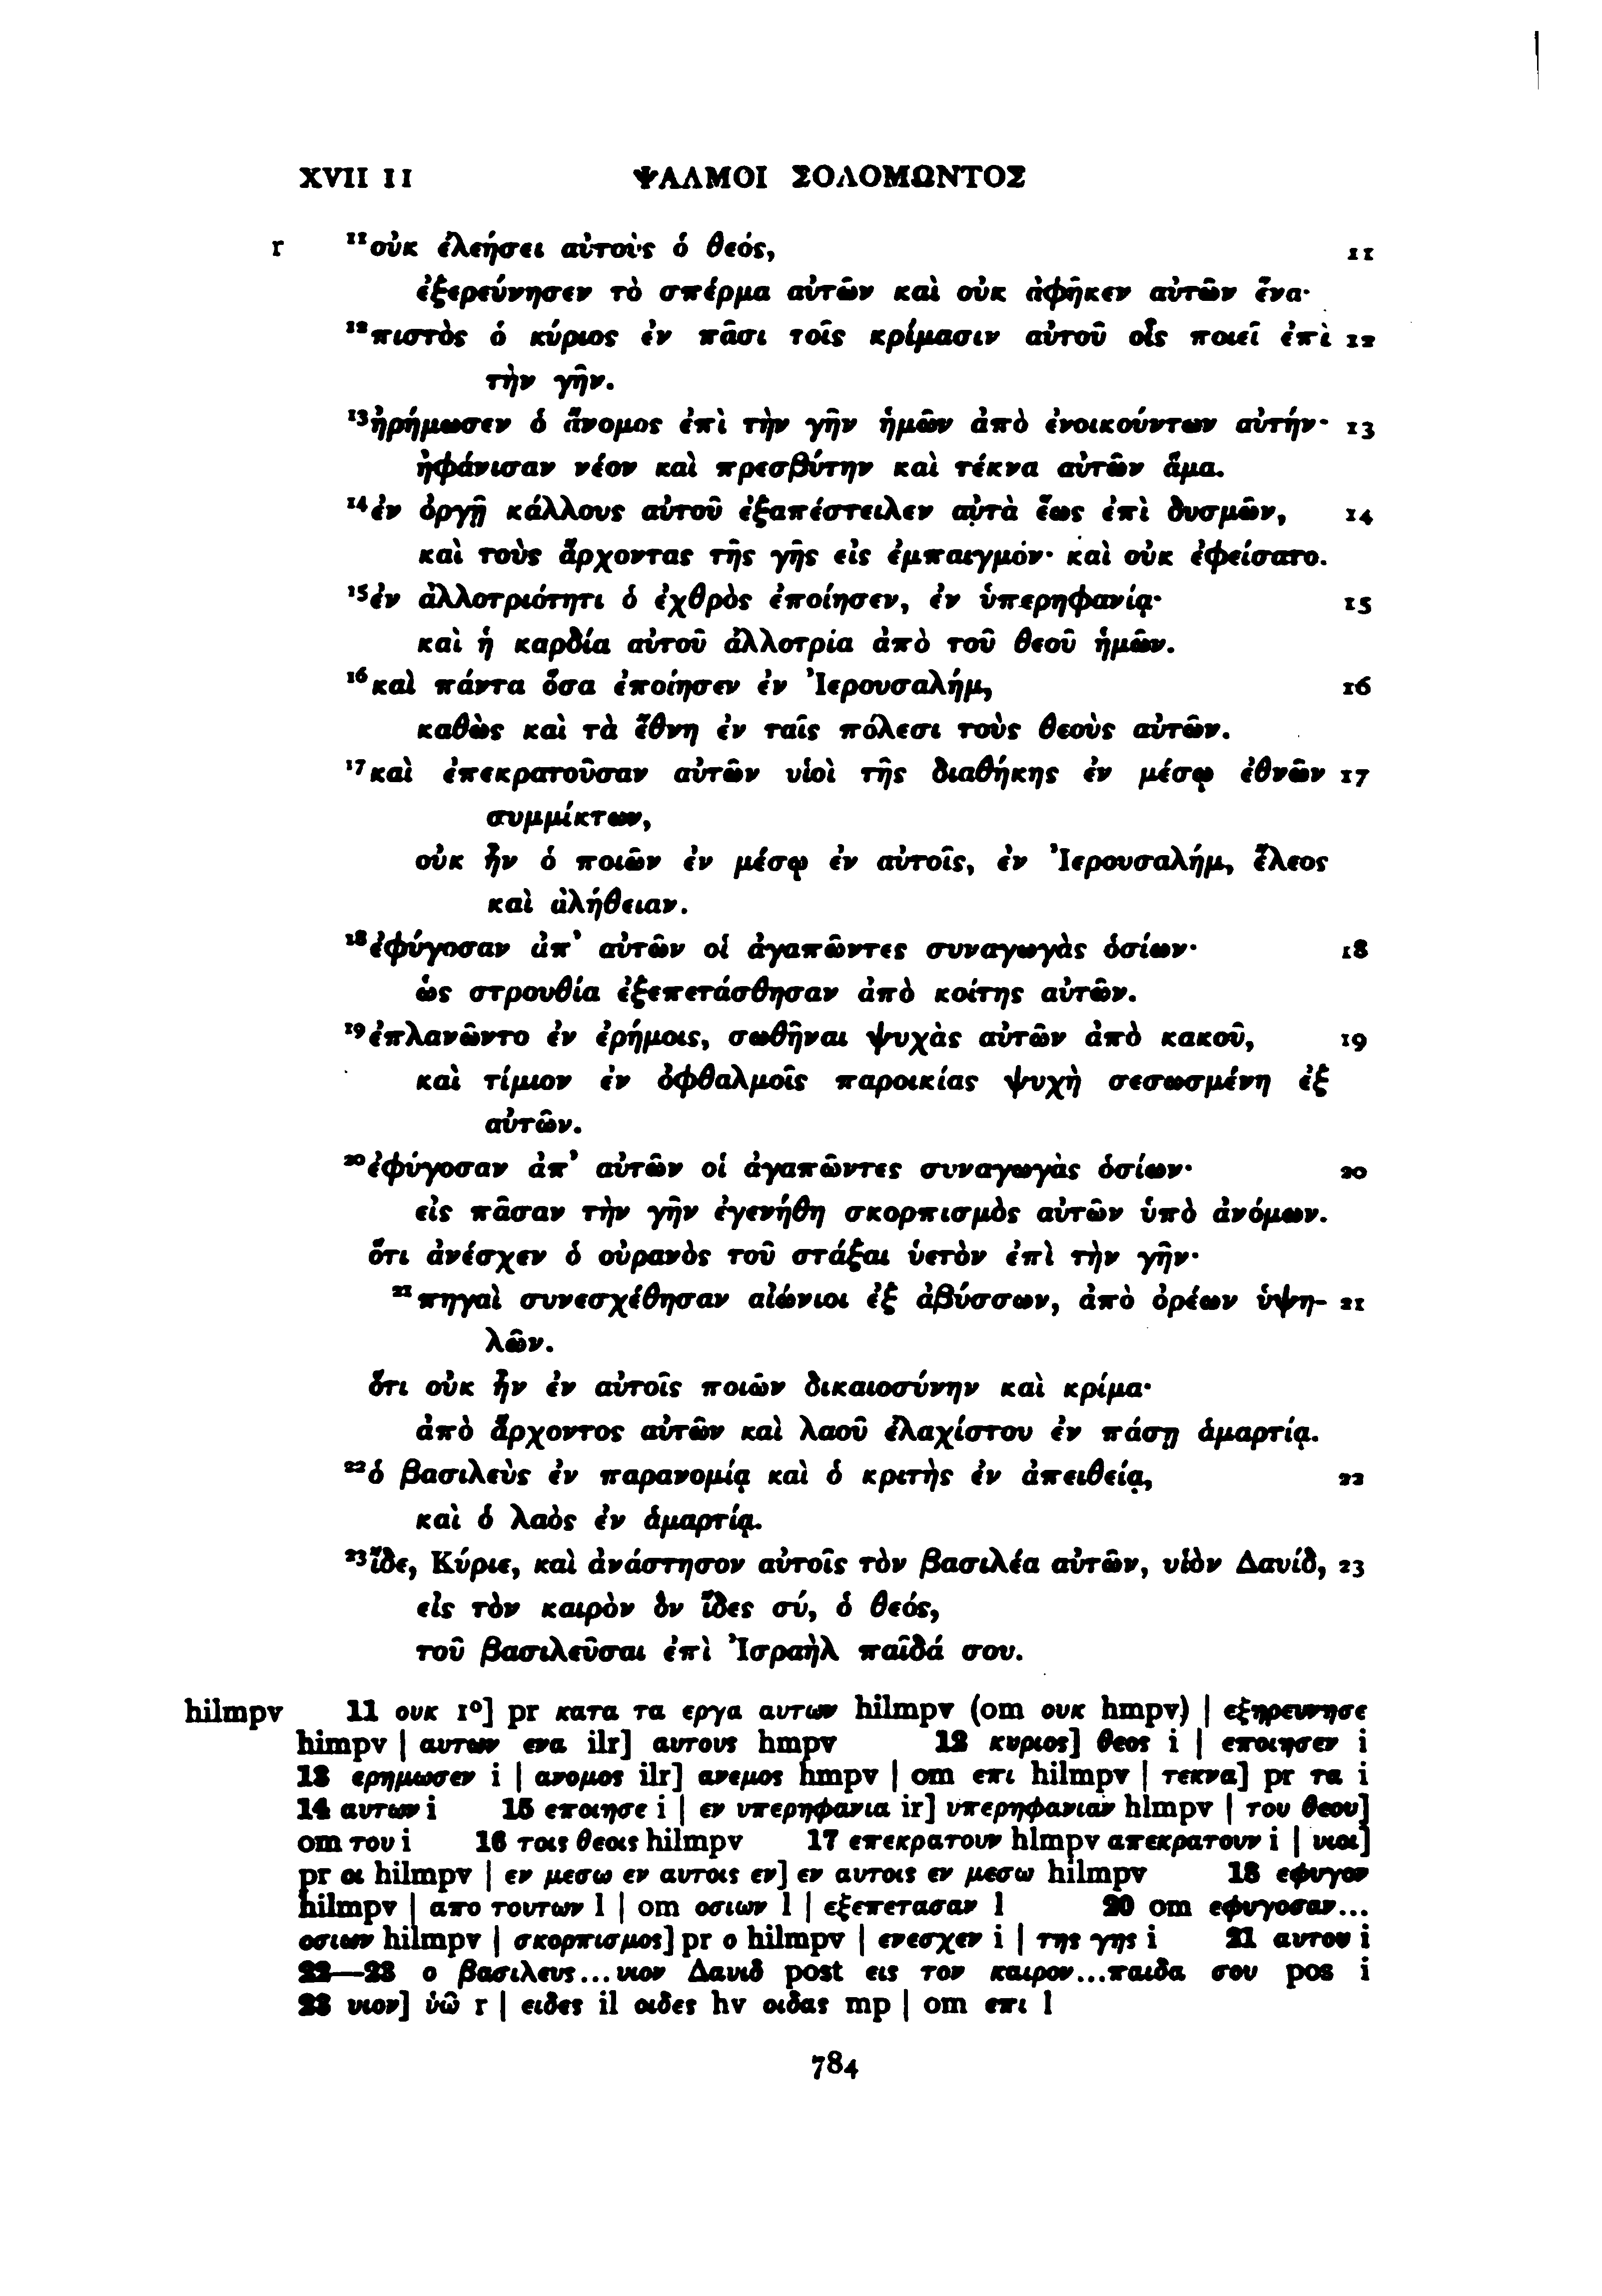 XVII 11 ΨΑΛΜΟΙ ΣΟΛΟΜΩΝΤΟΣ
r ¹¹οὐκ ἐλεήσει αὐτοὺς ὁ θεός, 11
ἐξερεύνησεν τὸ σπέρμα αὐτῶν καὶ οὐκ ἀφῆκεν αὐτῶν ἕνα·
¹²πιστὸς ὁ κύριος ἐν πᾶσι τοῖς κρίμασιν αὐτοῦ οἷς ποιεῖ ἐπὶ 12
τὴν γῆν.
¹³ἠρήμωσεν ὁ ἄνομος ἐπὶ τὴν γῆν ἡμῶν ἀπὸ ἐνοικούντων αὐτήν· 13
ἠφάνισαν νέον καὶ πρεσβύτην καὶ τέκνα αὐτῶν ἅμα.
¹⁴ἐν ὀργῇ κάλλους αὐτοῦ ἐξαπέστειλεν αὐτὰ ἕως ἐπὶ δυσμῶν, 14
καὶ τοὺς ἄρχοντας τῆς γῆς εἰς ἐμπαιγμόν· καὶ οὐκ ἐφείσατο.
¹⁵ἐν ἀλλοτριότητι ὁ ἐχθρὸς ἐποίησεν, ἐν ὑπερηφανίᾳ· 15
καὶ ἡ καρδία αὐτοῦ ἀλλοτρία ἀπὸ τοῦ θεοῦ ἡμῶν.
¹⁶καὶ πάντα ὅσα ἐποίησεν ἐν Ἰερουσαλήμ, 16
καθὼς καὶ τὰ ἔθνη ἐν ταῖς πόλεσι τοὺς θεοὺς αὐτῶν.
¹⁷καὶ ἐπεκρατοῦσαν αὐτῶν υἱοὶ τῆς διαθήκης ἐν μέσῳ ἐθνῶν 17
συμμίκτων,
οὐκ ἦν ὁ ποιῶν ἐν μέσῳ ἐν αὐτοῖς, ἐν Ἰερουσαλήμ, ἔλεος
καὶ ἀλήθειαν.
¹⁸ἐφύγοσαν ἀπ᾽ αὐτῶν οἱ ἀγαπῶντες συναγωγὰς ὁσίων· 18
ὡς στρουθία ἐξεπετάσθησαν ἀπὸ κοίτης αὐτῶν.
¹⁹ἐπλανῶντο ἐν ἐρήμοις, σωθῆναι ψυχὰς αὐτῶν ἀπὸ κακοῦ, 19
καὶ τίμιον ἐν ὀφθαλμοῖς παροικίας ψυχὴ σεσωσμένη ἐξ
αὐτῶν.
²⁰ἐφύγοσαν ἀπ᾽ αὐτῶν οἱ ἀγαπῶντες συναγωγὰς ὁσίων· 20
εἰς πᾶσαν τὴν γῆν ἐγενήθη σκορπισμὸς αὐτῶν ὑπὸ ἀνόμων.
ὅτι ἀνέσχεν ὁ οὐρανὸς τοῦ στάξαι ὑετὸν ἐπὶ τὴν γῆν·
²¹πηγαὶ συνεσχέθησαν αἰώνιοι ἐξ ἀβύσσων, ἀπὸ ὀρέων ὑψη- 21
λῶν.
ὅτι οὐκ ἦν ἐν αὐτοῖς ποιῶν δικαιοσύνην καὶ κρίμα·
ἀπὸ ἄρχοντος αὐτῶν καὶ λαοῦ ἐλαχίστου ἐν πάσῃ ἁμαρτίᾳ.
²²ὁ βασιλεὺς ἐν παρανομίᾳ καὶ ὁ κριτὴς ἐν ἀπειθείᾳ, 22
καὶ ὁ λαὸς ἐν ἁμαρτίᾳ.
²³ἴδε, Κύριε, καὶ ἀνάστησον αὐτοῖς τὸν βασιλέα αὐτῶν, υἱὸν Δαυίδ, 23
εἰς τὸν καιρὸν ὃν ἴδες σύ, ὁ θεός,
τοῦ βασιλεῦσαι ἐπὶ Ἰσραὴλ παῖδά σου.
hilmpv 11 ουκ 1°] pr κατα τα εργα αυτων hilmpv (om ουκ hmpv) | εξηρευνησε
himpv | αυτων ενα ilr] αυτους hmpv 12 κυριος] θεος i | εποιησεν i
13 ερημωσεν i | ανομος ilr] ανεμος hmpv | om επι hilmpv | τεκνα] pr τα i
14 αυτων i 15 εποιησε i | εν υπερηφανια ir] υπερηφανιαν hlmpv | του θεου]
om του i 16 τοις θεοις hilmpv 17 επεκρατουν hlmpv απεκρατουν i | υιοι]
pr οι hilmpv | εν μεσω εν αυτοις εν] εν αυτοις εν μεσω hilmpv 18 εφυγον
hilmpv | απο τουτων l | om οσιων l | εξεπετασαν l 20 om εφυγοσαν...
οσιων hilmpv | σκορπισμος] pr ο hilmpv | ενεσχεν i | της γης i 21 αυτου i
22—23 ο βασιλευς...υιον Δαυιδ post εις τον καιρον...παιδα σου pos i
23 υιον] ὑω̂ r | ειδες il οιδες hv οιδας mp | om επι l
784